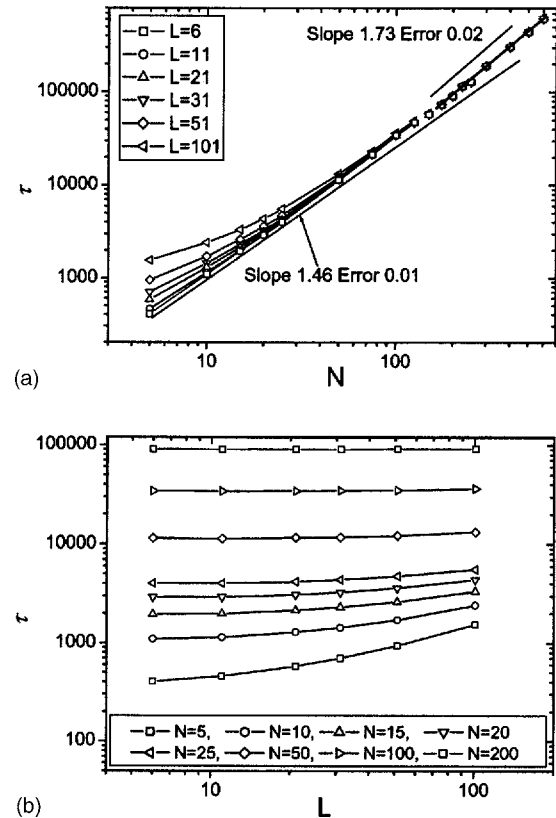 L=6
L=11
L=21
L=31
L=51
L=101
Slope 1.73 Error 0.02
Slope 1.46 Error 0.01
100000
10000
1000
τ
10
100
N
(a)
100000
10000
1000
100
τ
N=5, N=10, N=15, N=20
N=25, N=50, N=100, N=200
10
100
L
(b)